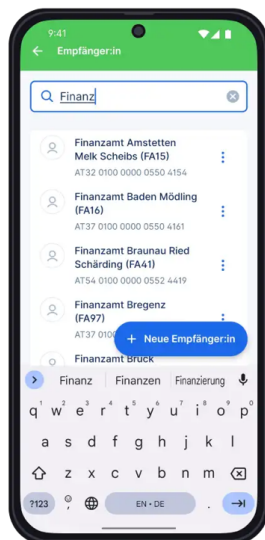 9:41
Empfänger:in
Finanz
Finanzamt Amstetten
Melk Scheibs (FA15)
AT32 0100 0000 0550 4154
Finanzamt Baden Mödling
(FA16)
AT37 0100 0000 0550 4161
Finanzamt Braunau Ried
Schärding (FA41)
AT54 0100 0000 0552 4419
Finanzamt Bregenz
(FA97)
AT37 0100
+ Neue Empfänger:in
Finanzamt Bruck
Finanz Finanzen Finanzierung
q w e r t y u i o p
2 3 4 5 6 7 8 9 0
a s d f g h j k l
z x c v b n m
?123 , EN • DE .